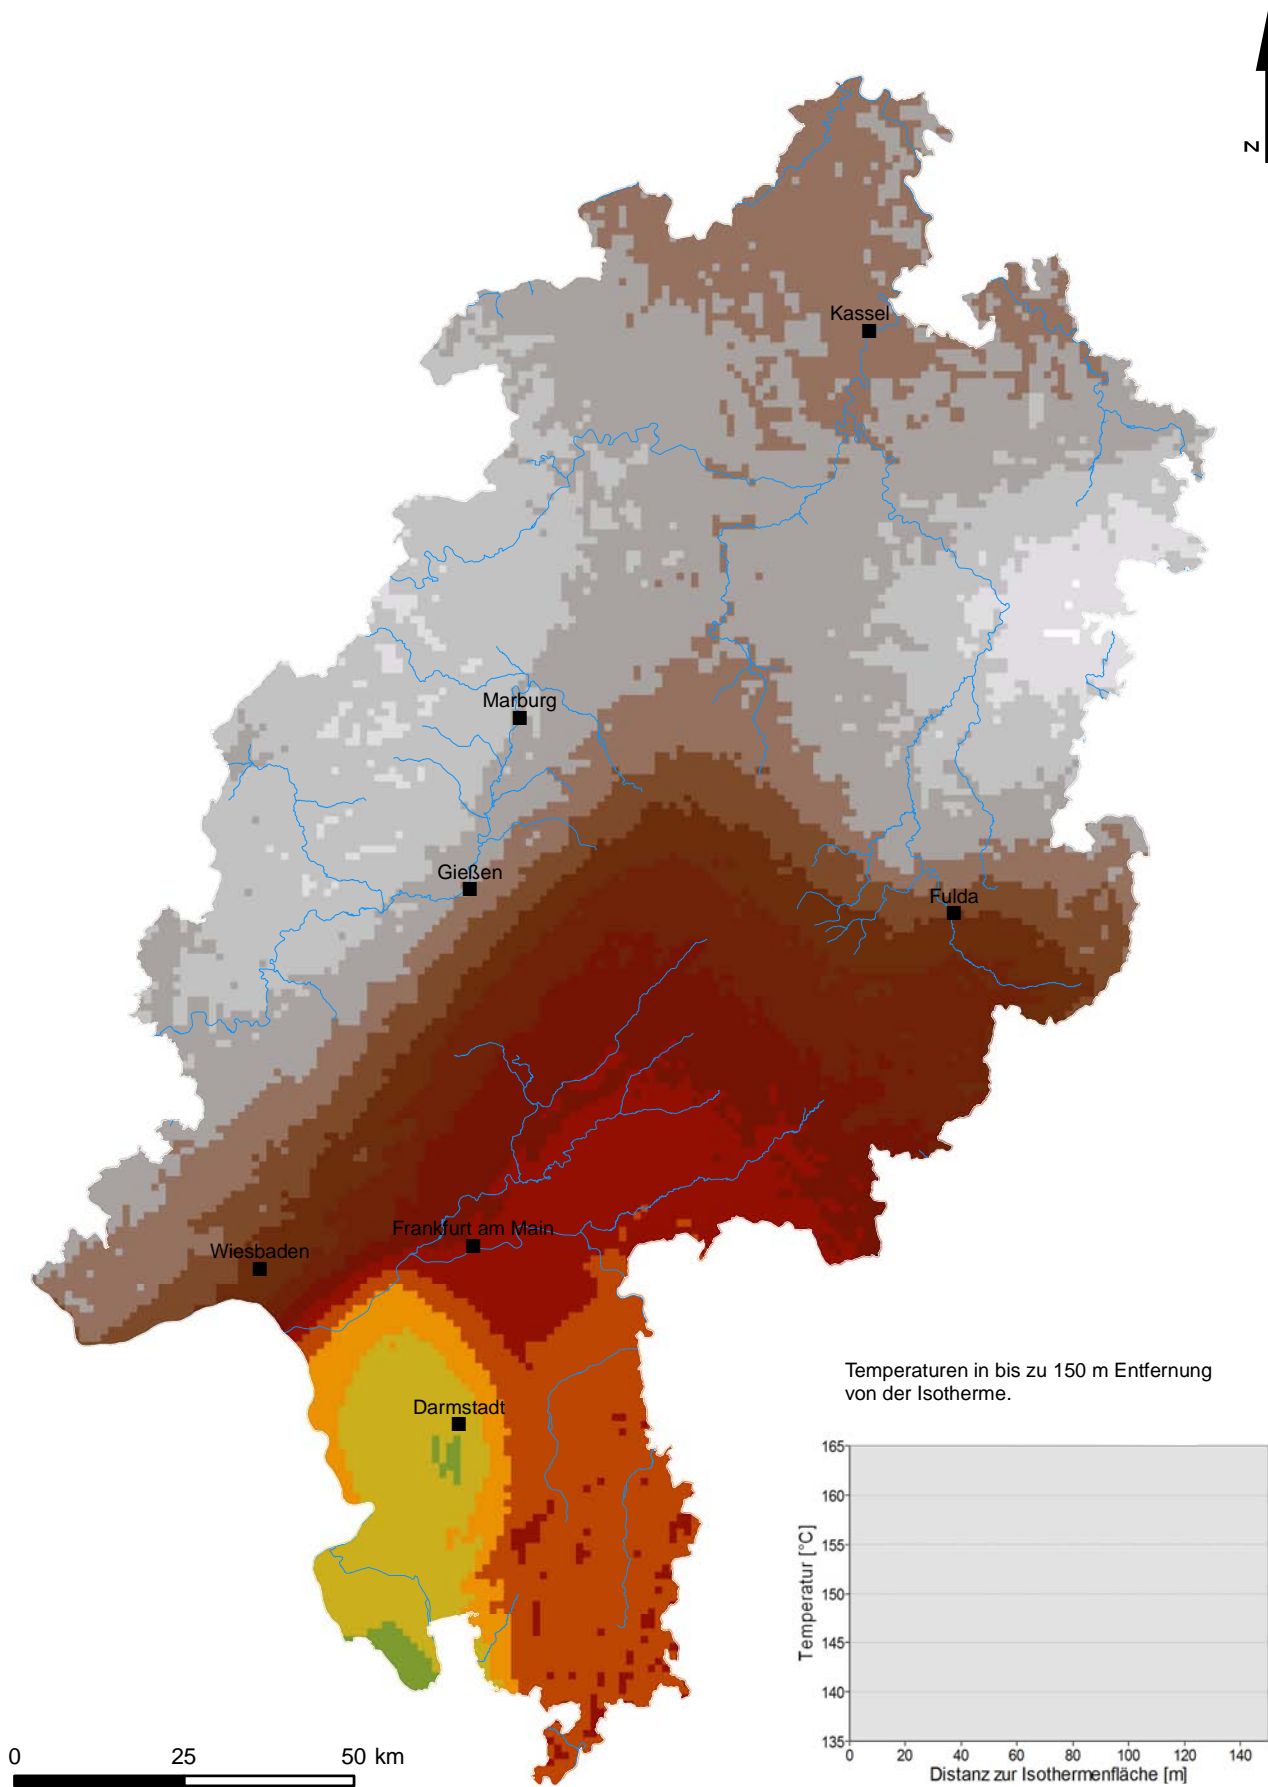 N
Kassel
Marburg
Gießen
Fulda
Frankfurt am Main
Wiesbaden
Temperaturen in bis zu 150 m Entfernung
von der Isotherme.
Darmstadt
165
160
155
150
145
140
135
Temperatur [°C]
0 20 40 60 80 100 120 140
Distanz zur Isothermenfläche [m]
0 25 50 km